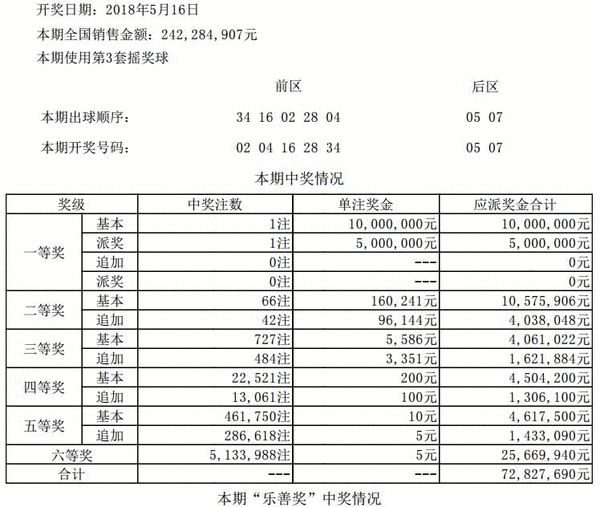 开奖日期：2018年5月16日
本期全国销售金额：242,284,907元
本期使用第3套摇奖球
前区 后区
本期出球顺序： 34 16 02 28 04 05 07
本期开奖号码： 02 04 16 28 34 05 07
本期中奖情况
奖级 中奖注数 单注奖金 应派奖金合计
一等奖 基本 1注 10,000,000元 10,000,000元
派奖 1注 5,000,000元 5,000,000元
追加 0注 --- 0元
派奖 0注 --- 0元
二等奖 基本 66注 160,241元 10,575,906元
追加 42注 96,144元 4,038,048元
三等奖 基本 727注 5,586元 4,061,022元
追加 484注 3,351元 1,621,884元
四等奖 基本 22,521注 200元 4,504,200元
追加 13,061注 100元 1,306,100元
五等奖 基本 461,750注 10元 4,617,500元
追加 286,618注 5元 1,433,090元
六等奖 5,133,988注 5元 25,669,940元
合计 --- --- 72,827,690元
本期“乐善奖”中奖情况